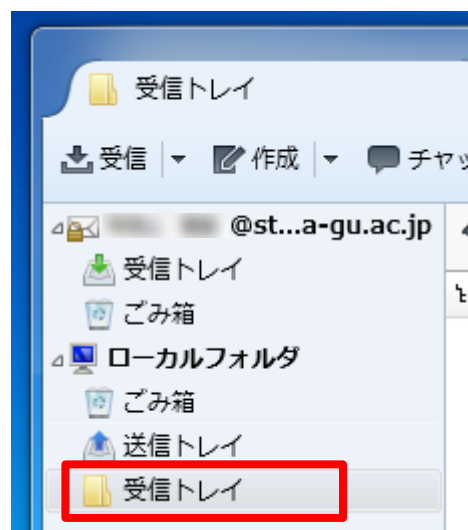 受信トレイ
受信 作成 チャッ
@st...a-gu.ac.jp
受信トレイ
ごみ箱
ローカルフォルダ
ごみ箱
送信トレイ
受信トレイ